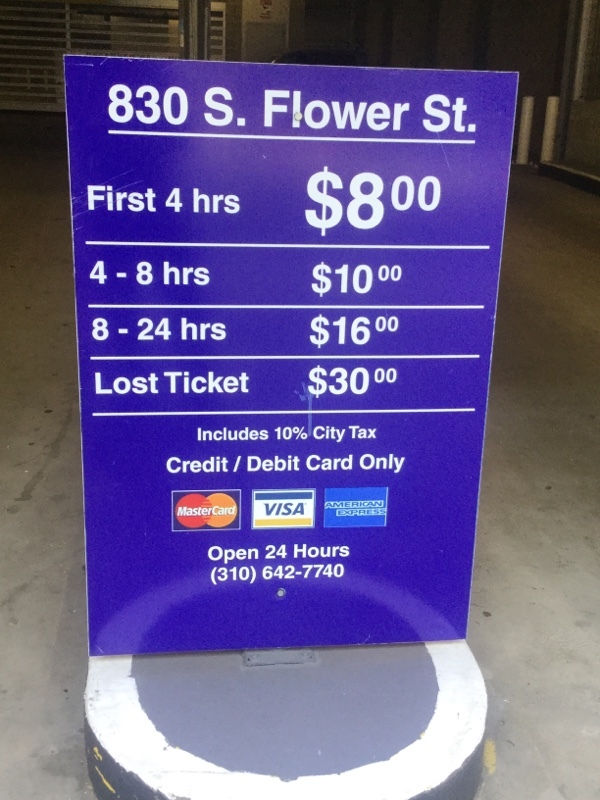 830 S. Flower St.
First 4 hrs $8 00
4 - 8 hrs $10 00
8 - 24 hrs $16 00
Lost Ticket $30 00
Includes 10% City Tax
Credit / Debit Card Only
MasterCard VISA AMERICAN EXPRESS
Open 24 Hours
(310) 642-7740